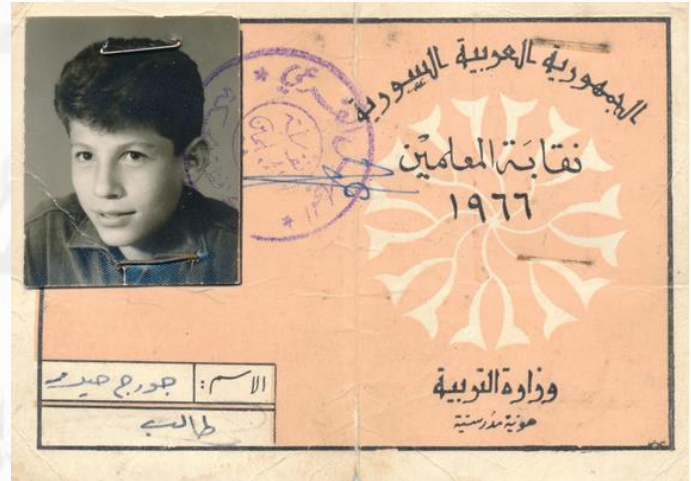 الجمهورية العربية السورية
نقابة المعلمين
١٩٦٦
وزارة التربية
هوية مدرسية
الاسم: جورج حيدر
طالب